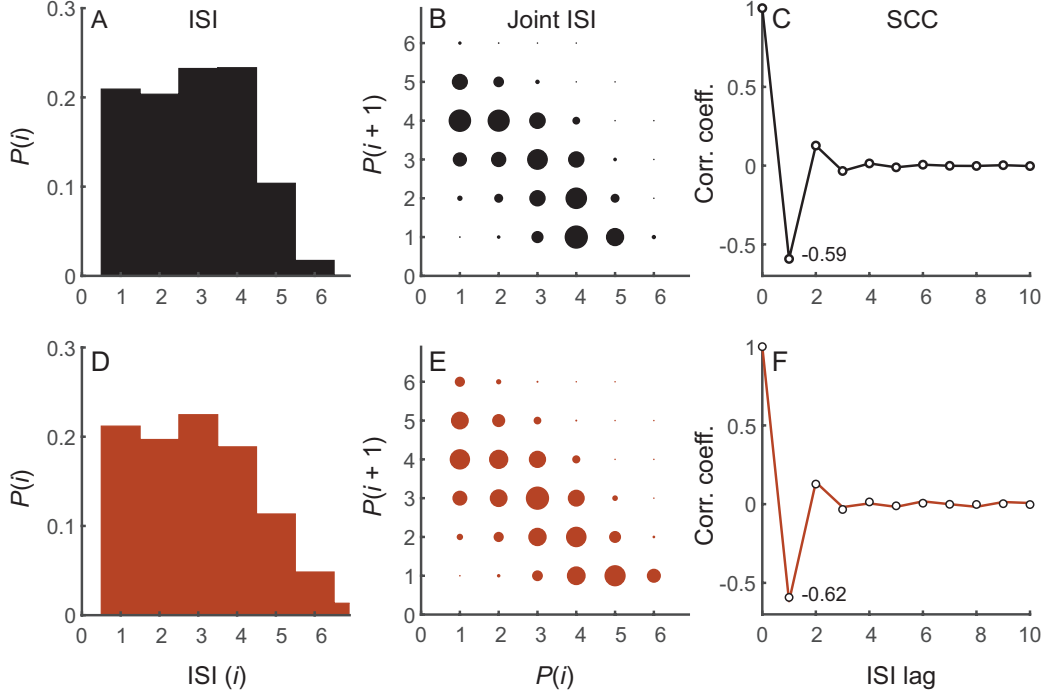 A ISI
0.3
0.2
0.1
0
P(i)
0 1 2 3 4 5 6
B Joint ISI
6
5
4
3
2
1
0
P(i + 1)
0 1 2 3 4 5 6
C SCC
1
0.5
0
-0.5
Corr. coeff.
-0.59
0 2 4 6 8 10
D
0.3
0.2
0.1
0
P(i)
0 1 2 3 4 5 6
ISI (i)
E
6
5
4
3
2
1
0
P(i + 1)
0 1 2 3 4 5 6
P(i)
F
1
0.5
0
-0.5
Corr. coeff.
-0.62
0 2 4 6 8 10
ISI lag